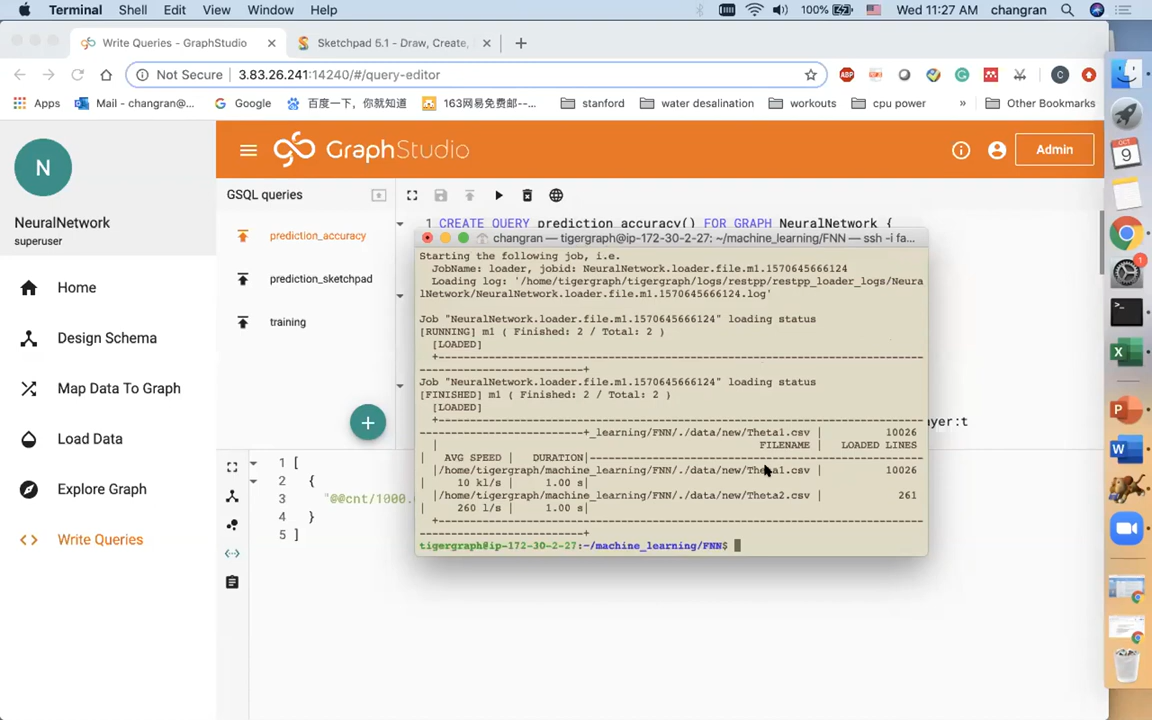 Terminal Shell Edit View Window Help 100% Wed 11:27 AM changran
Write Queries - GraphStudio
Sketchpad 5.1 - Draw, Create,
Not Secure 3.83.26.241:14240/#/query-editor
ABP
C
Apps Mail - changran@... Google 百度一下，你就知道 163网易免费邮--... stanford water desalination workouts cpu power » Other Bookmarks
N
NeuralNetwork
superuser
Home
Design Schema
Map Data To Graph
Load Data
Explore Graph
Write Queries
GraphStudio
Admin
GSQL queries
prediction_accuracy
prediction_sketchpad
training
1 CREATE QUERY prediction_accuracy() FOR GRAPH NeuralNetwork {
ayer:t
changran — tigergraph@ip-172-30-2-27: ~/machine_learning/FNN — ssh -i fa...
Starting the following job, i.e.
JobName: loader, jobid: NeuralNetwork.loader.file.m1.1570645666124
Loading log: '/home/tigergraph/tigergraph/logs/restpp/restpp_loader_logs/Neura
lNetwork/NeuralNetwork.loader.file.m1.1570645666124.log'
Job "NeuralNetwork.loader.file.m1.1570645666124" loading status
[RUNNING] m1 ( Finished: 2 / Total: 2 )
[LOADED]
+------------------------------------------------------------------------------
-----------------------+
Job "NeuralNetwork.loader.file.m1.1570645666124" loading status
[FINISHED] m1 ( Finished: 2 / Total: 2 )
[LOADED]
+------------------------------------------------------------------------------
-----------------------+_learning/FNN/./data/new/Theta1.csv | 10026
| FILENAME | LOADED LINES
| AVG SPEED | DURATION|
|/home/tigergraph/machine_learning/FNN/./data/new/Theta1.csv | 10026
| 10 kl/s | 1.00 s|
|/home/tigergraph/machine_learning/FNN/./data/new/Theta2.csv | 261
| 260 l/s | 1.00 s|
+------------------------------------------------------------------------------
-----------------------+
tigergraph@ip-172-30-2-27:~/machine_learning/FNN$
1 [
2 {
3 "@@cnt/1000.
4 }
5 ]
OCT
9
1